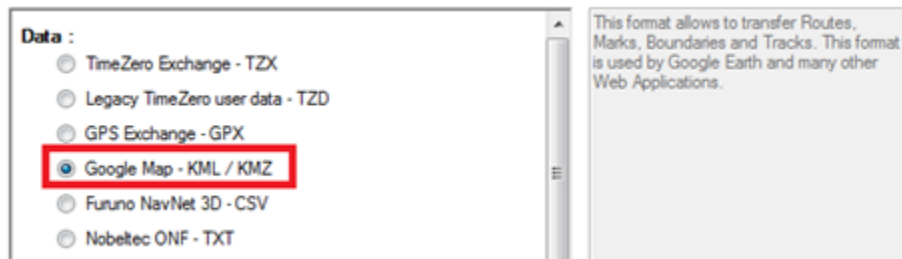 Data :
TimeZero Exchange - TZX
Legacy TimeZero user data - TZD
GPS Exchange - GPX
Google Map - KML / KMZ
Furuno NavNet 3D - CSV
Nobeltec ONF - TXT
This format allows to transfer Routes,
Marks, Boundaries and Tracks. This format
is used by Google Earth and many other
Web Applications.